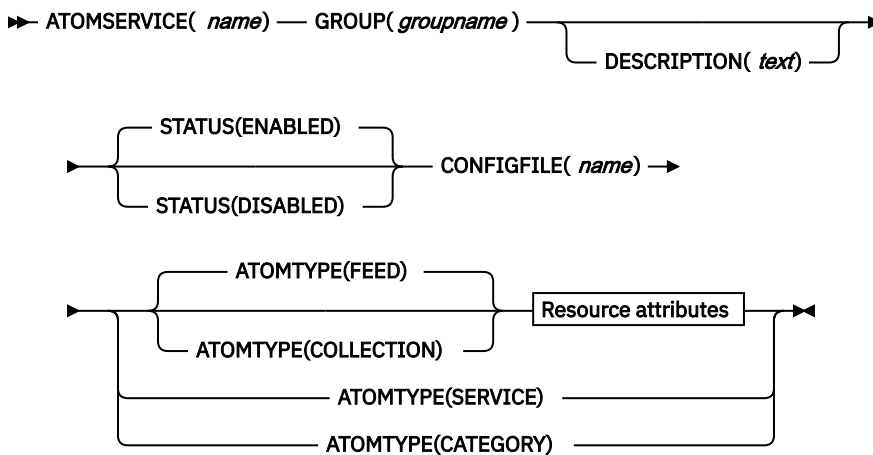 ATOMSERVICE( name) GROUP(groupname )
DESCRIPTION( text)
STATUS(ENABLED)
CONFIGFILE( name)
STATUS(DISABLED)
ATOMTYPE(FEED)
Resource attributes
ATOMTYPE(COLLECTION)
ATOMTYPE(SERVICE)
ATOMTYPE(CATEGORY)